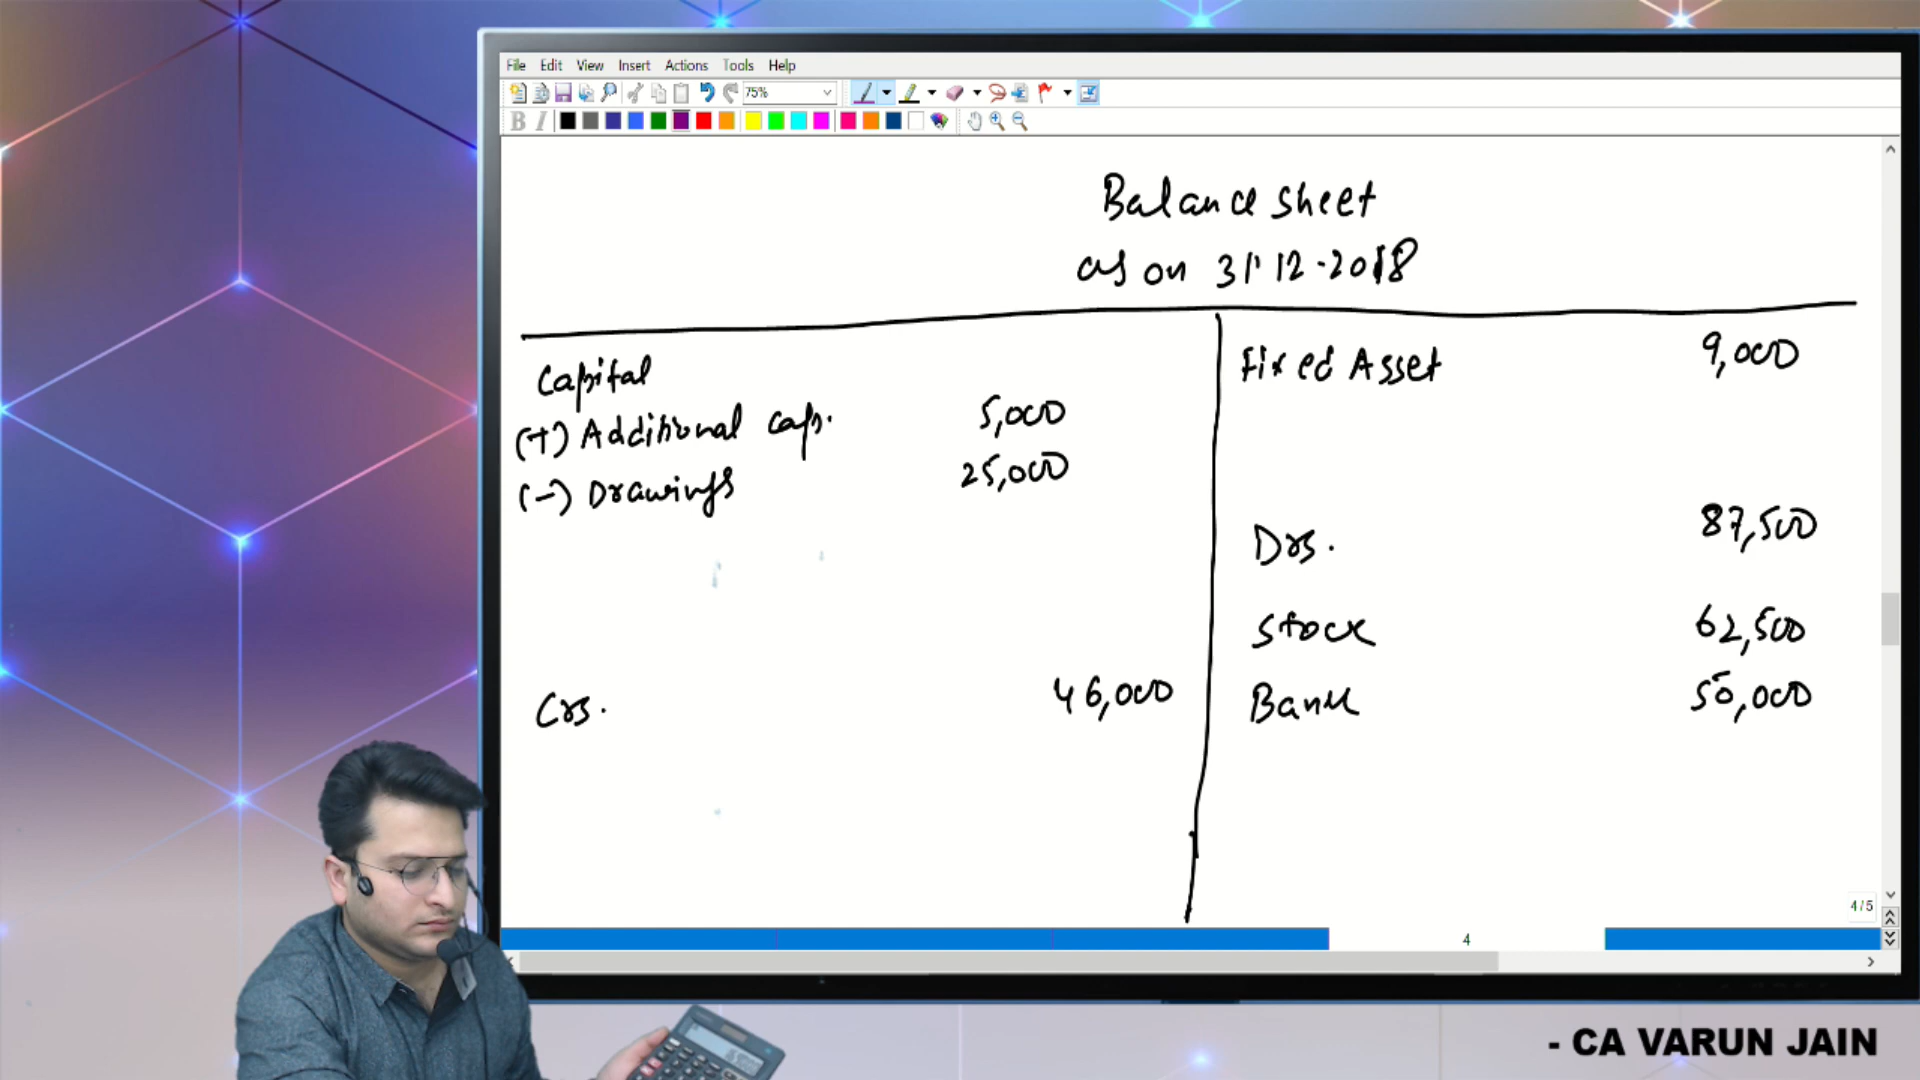 File Edit View Insert Actions Tools Help
75%
B I
Balance sheet
as on 31.12.2018
Capital
(+) Additional cap. 5,000
(-) Drawings 25,000
Crs. 46,000
Fixed Asset 9,000
Drs. 87,500
Stock 62,500
Bank 50,000
4/5
4
- CA VARUN JAIN